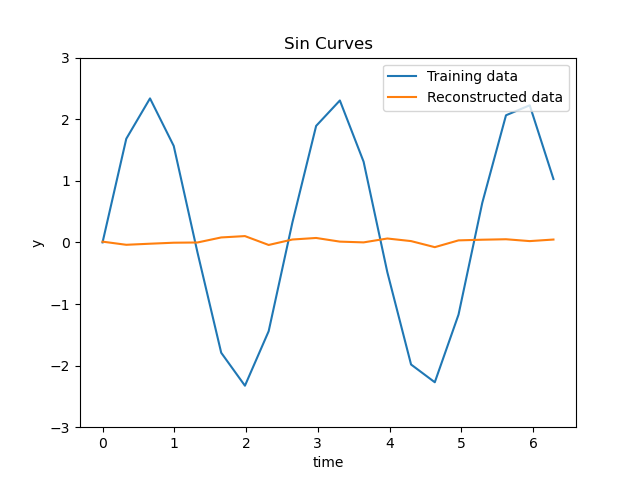 Sin Curves
Training data
Reconstructed data
3
2
1
0
−1
−2
−3
y
0 1 2 3 4 5 6
time